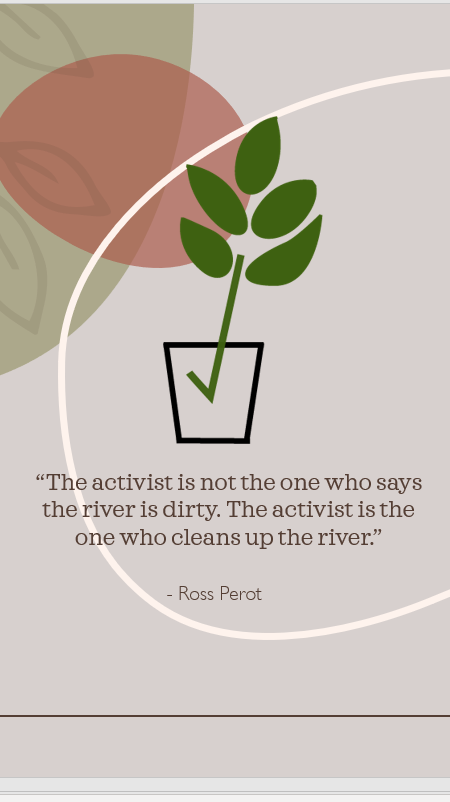 “The activist is not the one who says
the river is dirty. The activist is the
one who cleans up the river.”
- Ross Perot